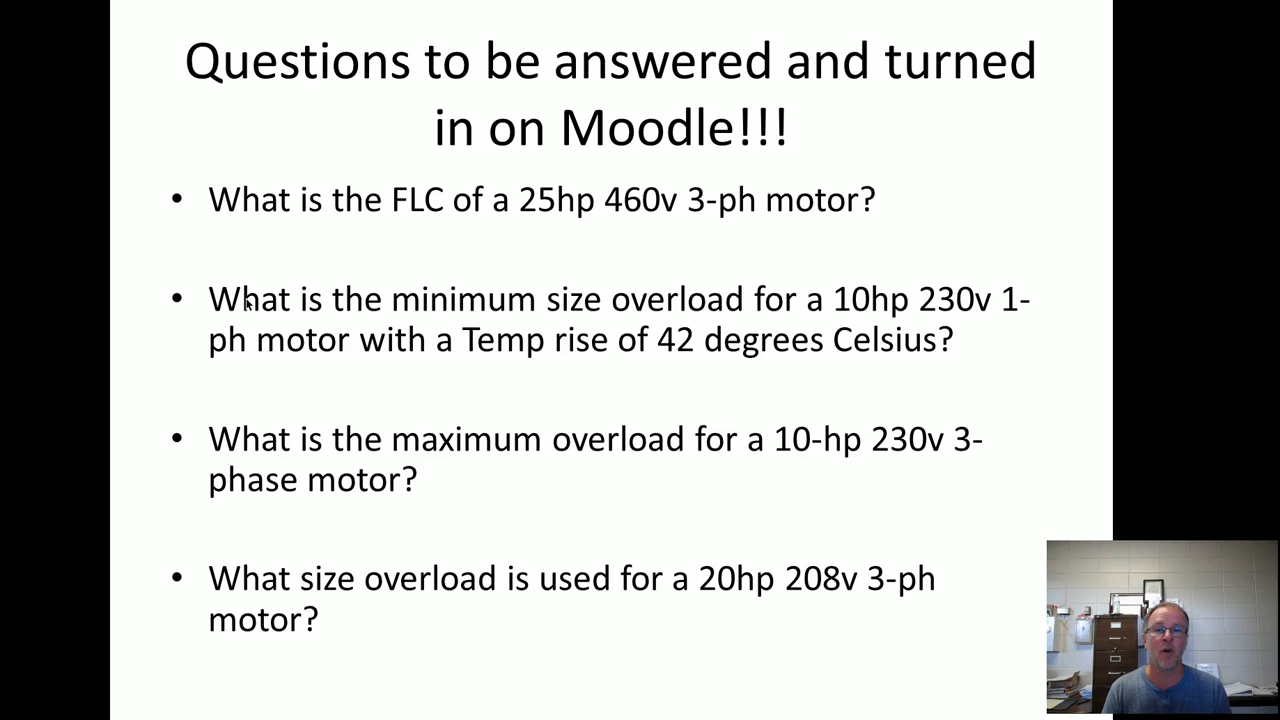 Questions to be answered and turned
in on Moodle!!!
• What is the FLC of a 25hp 460v 3-ph motor?
• What is the minimum size overload for a 10hp 230v 1-
ph motor with a Temp rise of 42 degrees Celsius?
• What is the maximum overload for a 10-hp 230v 3-
phase motor?
• What size overload is used for a 20hp 208v 3-ph
motor?